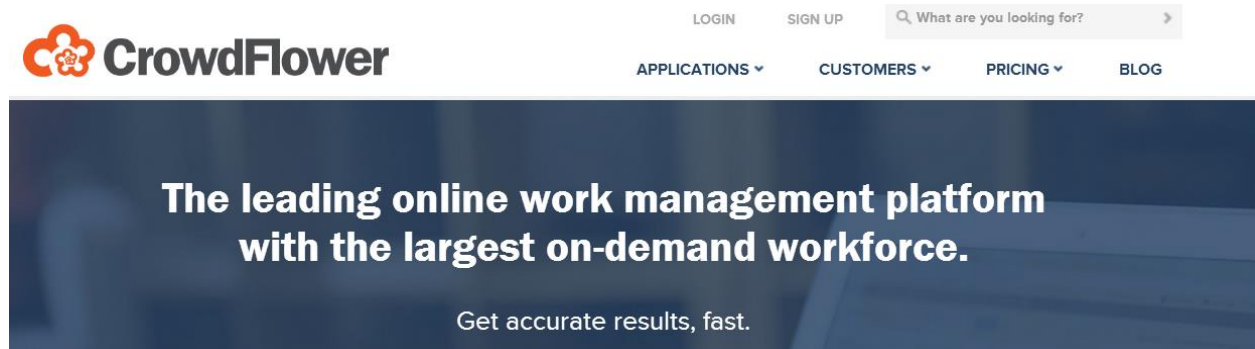 LOGIN SIGN UP What are you looking for?
CrowdFlower
APPLICATIONS CUSTOMERS PRICING BLOG
The leading online work management platform
with the largest on-demand workforce.
Get accurate results, fast.